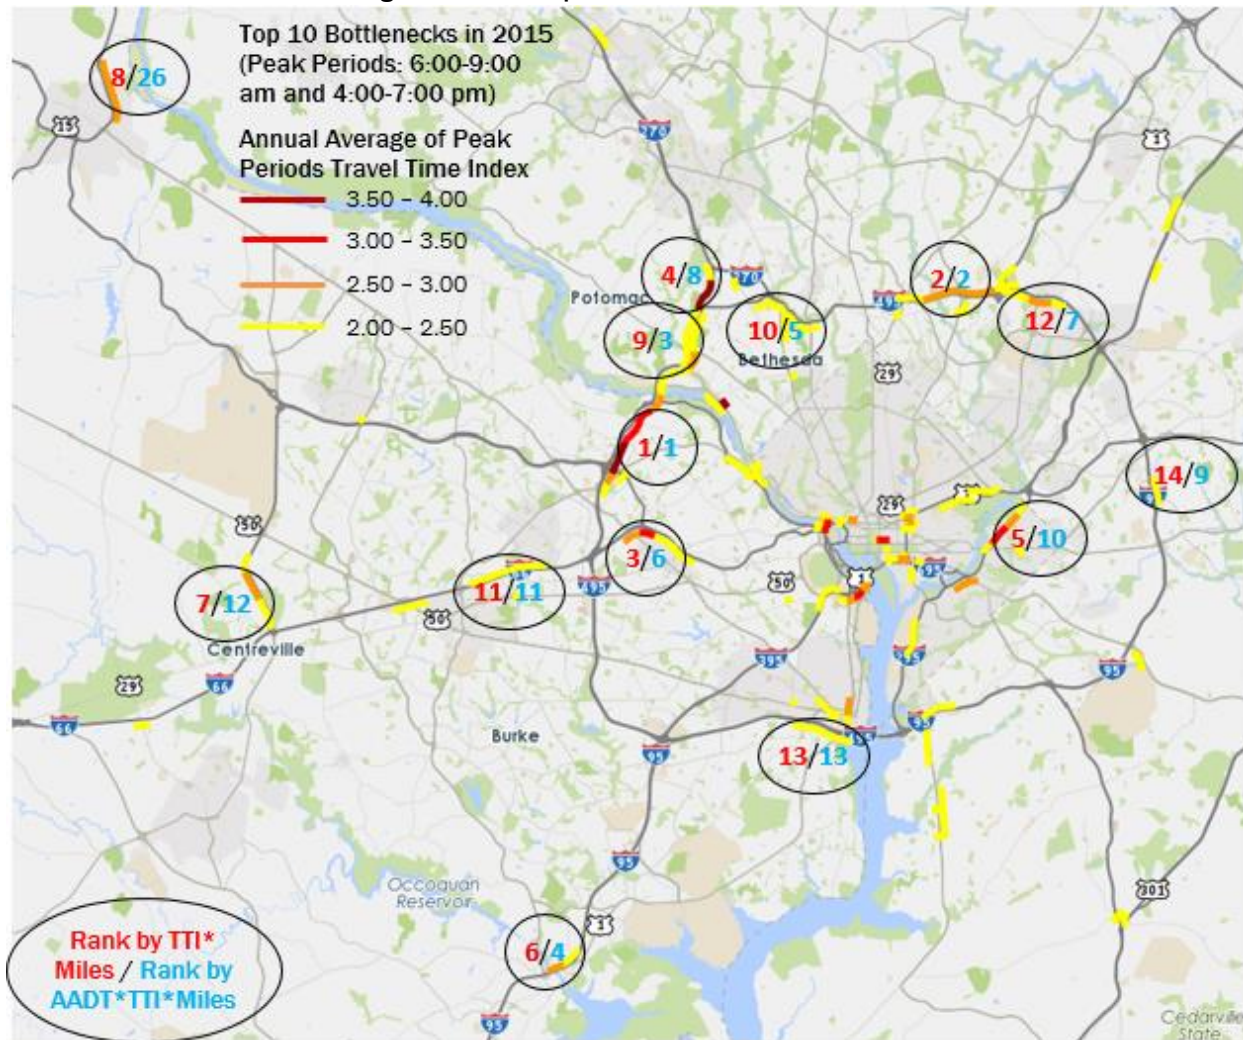 Top 10 Bottlenecks in 2015
(Peak Periods: 6:00-9:00
am and 4:00-7:00 pm)
Annual Average of Peak
Periods Travel Time Index
3.50 – 4.00
3.00 – 3.50
2.50 – 3.00
2.00 – 2.50
8/26
15
270
1
4/8
270
2/2
Potomac
495
12/7
9/3
10/5
Bethesda
29
1/1
14/9
50
29
1
5/10
3/6
495
50
1
295
11/11
7/12
50
Centreville
395
295
95
29
66
66
Burke
95
13/13
95
95
Occoquan
Reservoir
301
1
6/4
95
Rank by TTI*
Miles / Rank by
AADT*TTI*Miles
Cedarville
State